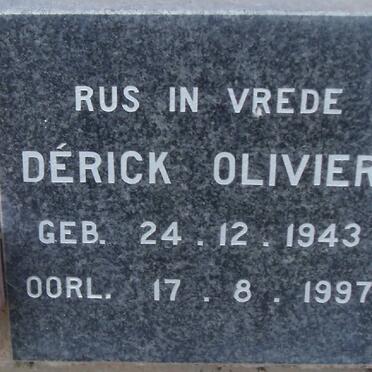 RUS IN VREDE
DÉRICK OLIVIER
GEB. 24 . 12 . 1943
OORL. 17 . 8 . 1997